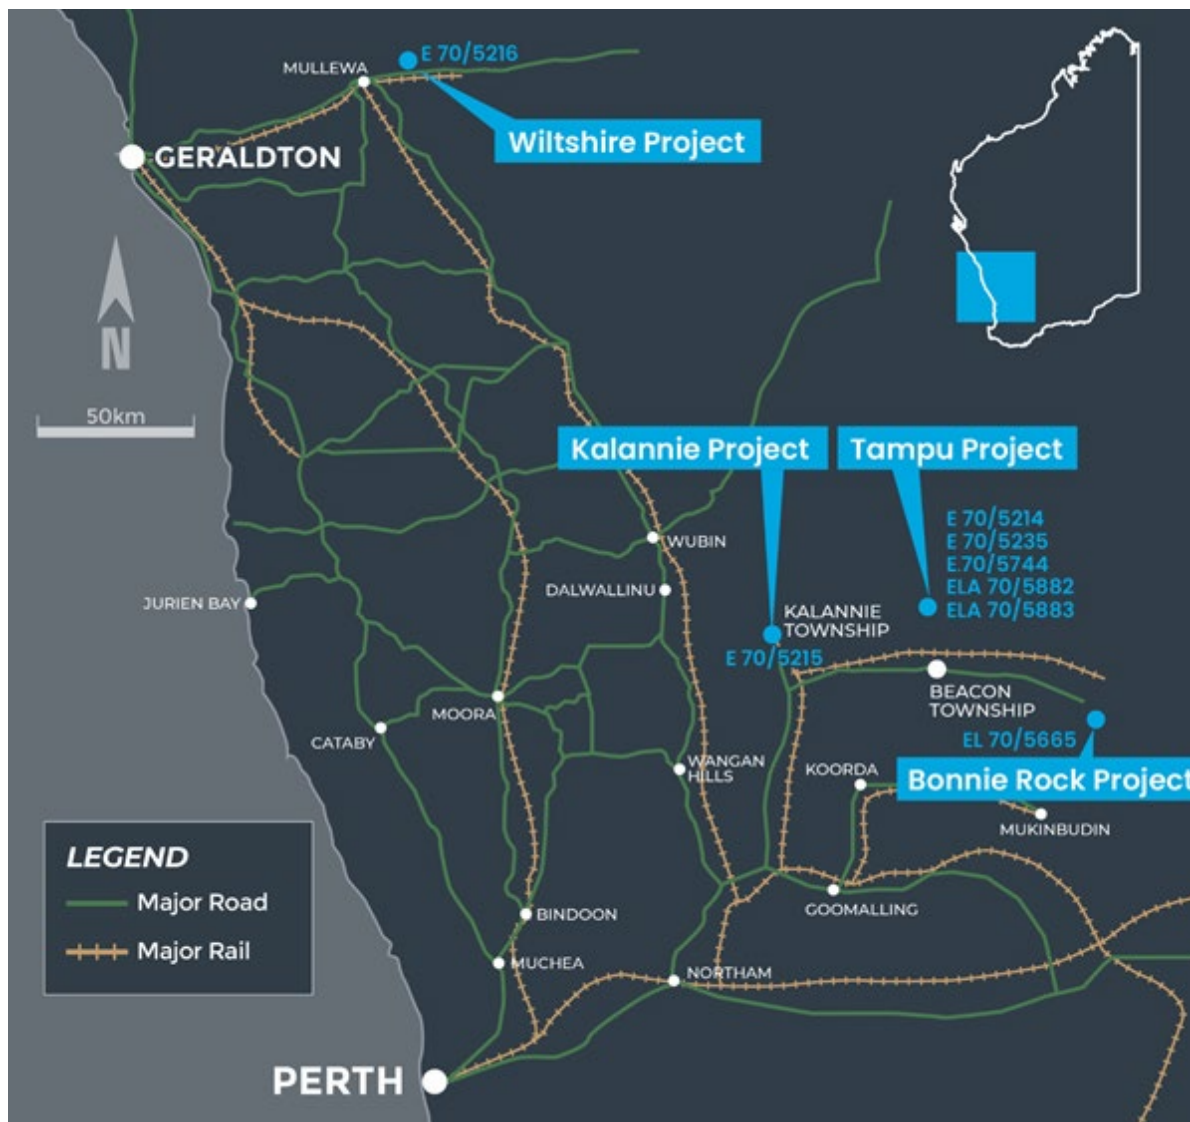 E 70/5216
MULLEWA
Wiltshire Project
GERALDTON
N
50km
Kalannie Project
Tampu Project
E 70/5214
E 70/5235
E.70/5744
ELA 70/5882
ELA 70/5883
WUBIN
DALWALLINU
JURIEN BAY
KALANNIE
TOWNSHIP
E 70/5215
BEACON
TOWNSHIP
MOORA
CATABY
EL 70/5665
WANGAN
HILLS
KOORDA
Bonnie Rock Project
MUKINBUDIN
LEGEND
Major Road
Major Rail
GOOMALLING
BINDOON
MUCHEA
NORTHAM
PERTH